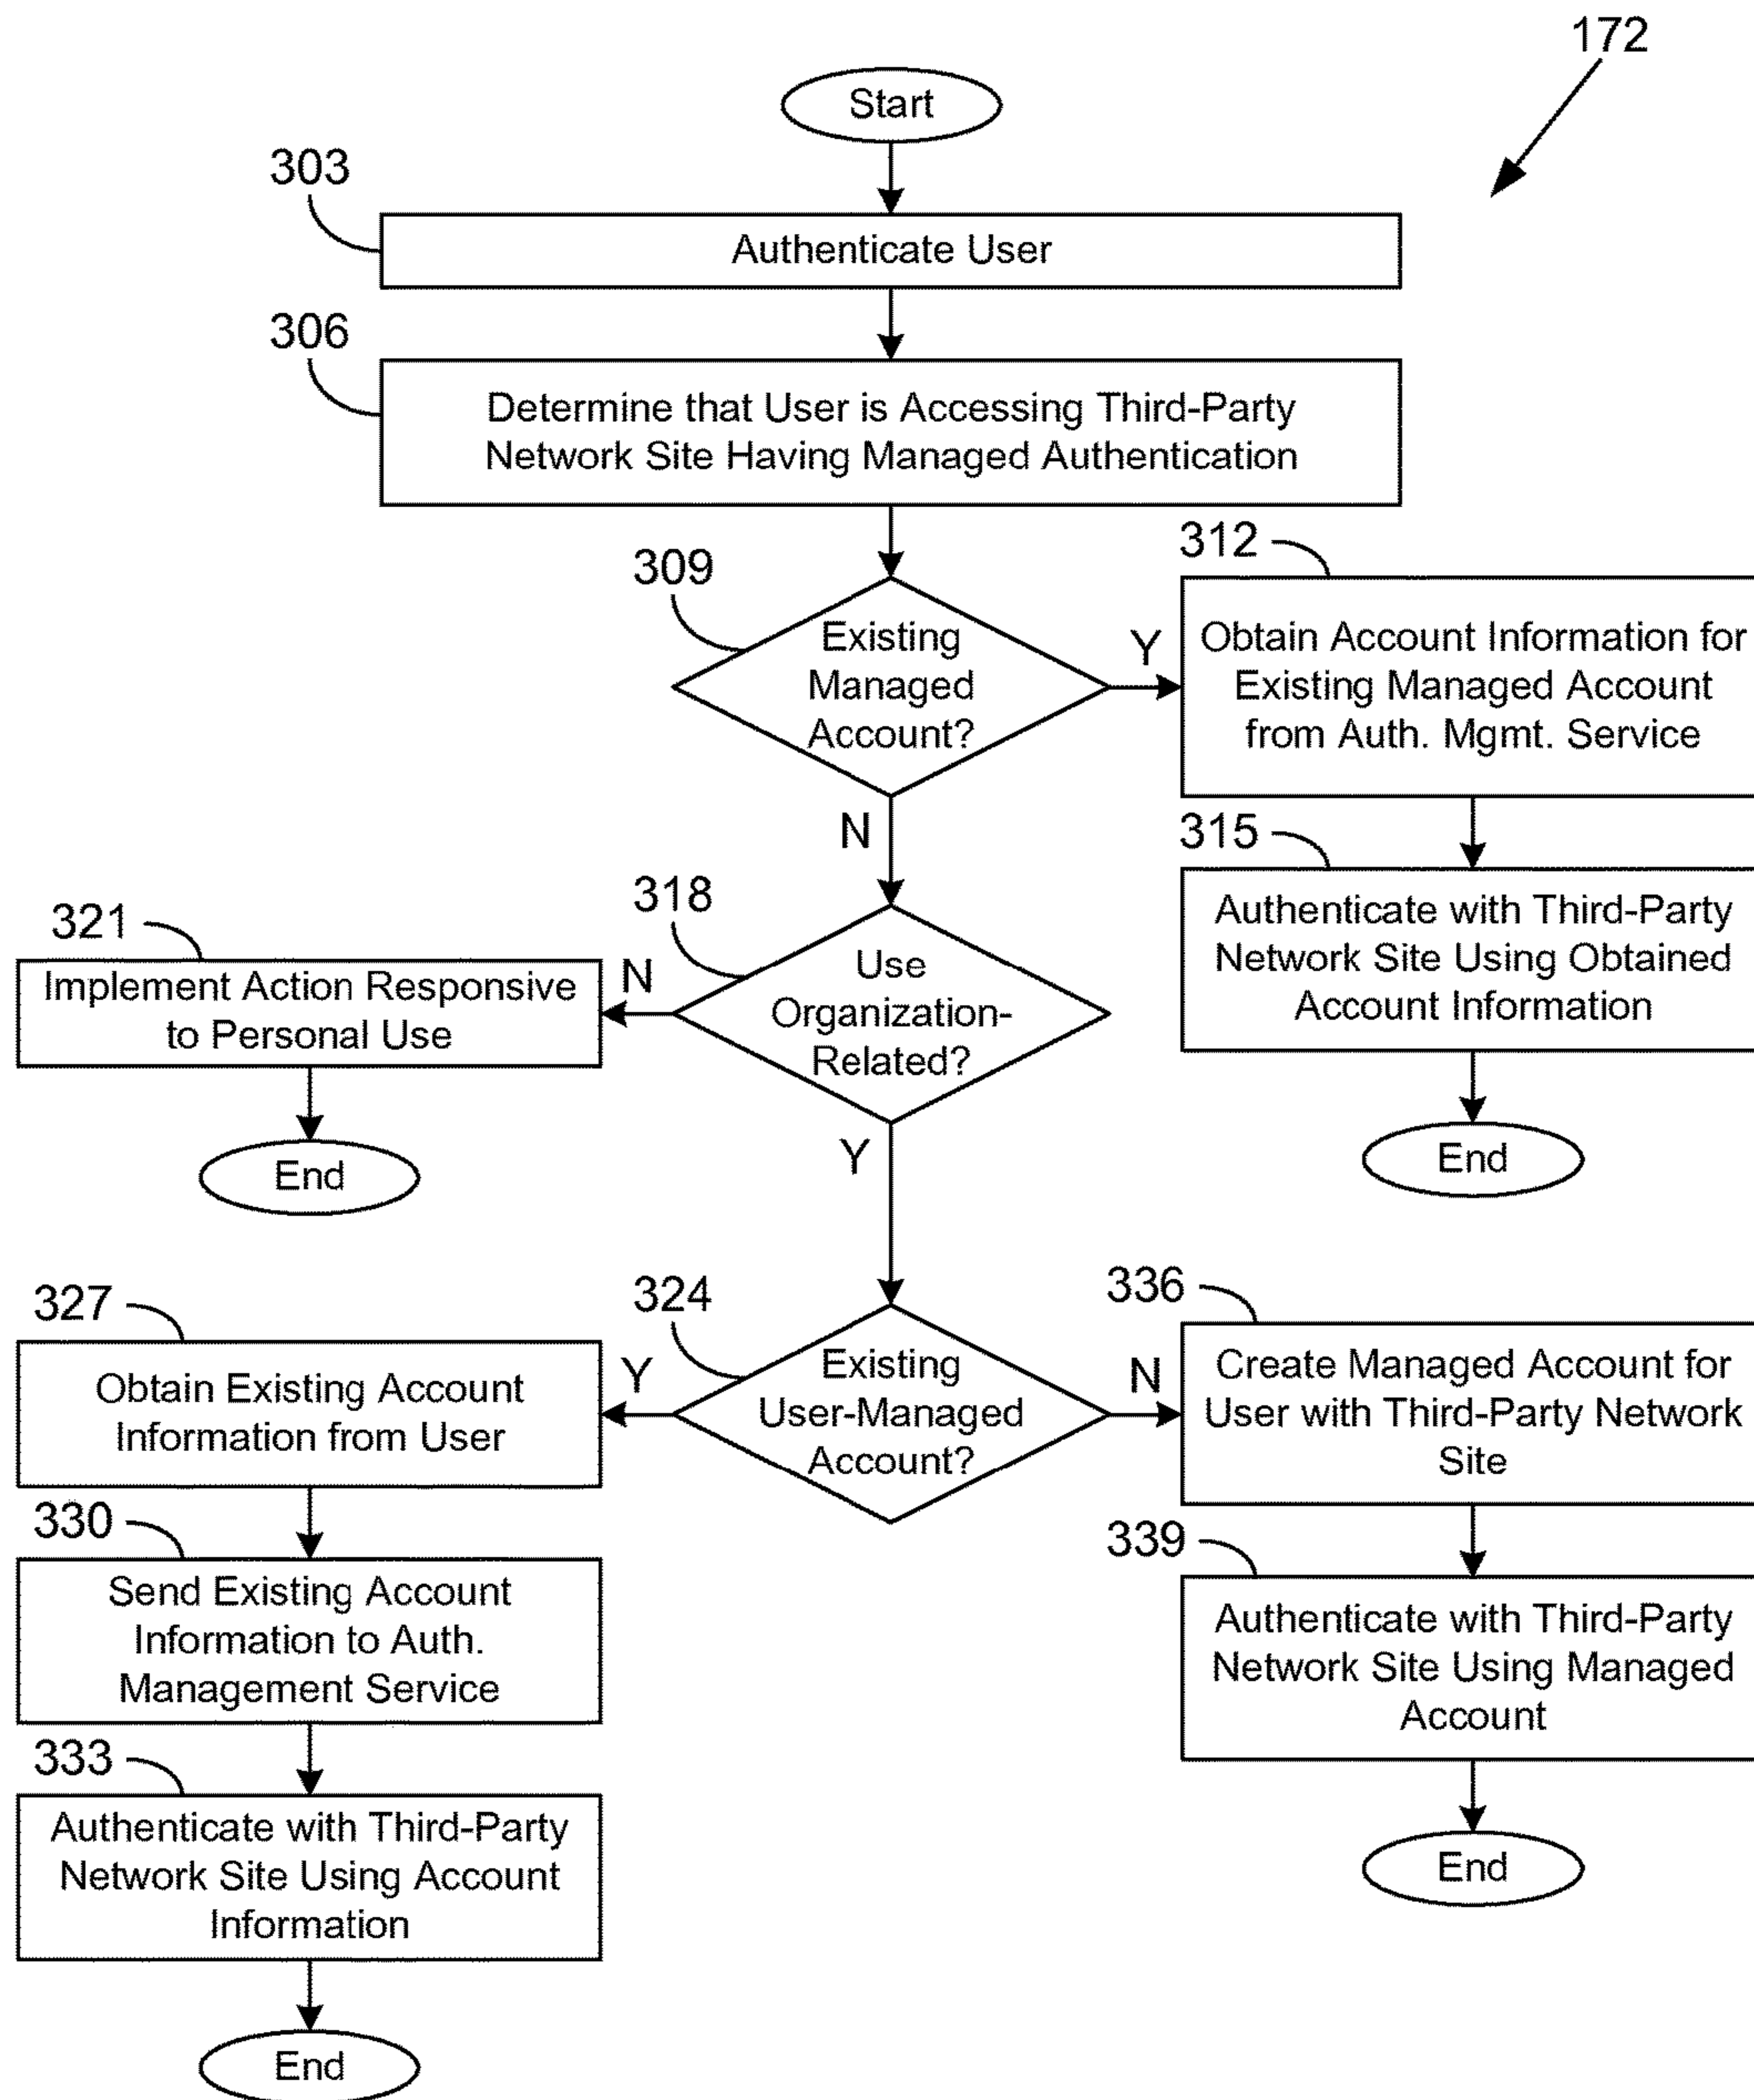 172
Start
303
Authenticate User
306
Determine that User is Accessing Third-Party
Network Site Having Managed Authentication
309
Existing
Managed
Account?
Y
312
Obtain Account Information for
Existing Managed Account
from Auth. Mgmt. Service
N
315
Authenticate with Third-Party
Network Site Using Obtained
Account Information
End
318
Use
Organization-
Related?
N
321
Implement Action Responsive
to Personal Use
End
Y
324
Existing
User-Managed
Account?
Y
327
Obtain Existing Account
Information from User
330
Send Existing Account
Information to Auth.
Management Service
333
Authenticate with Third-Party
Network Site Using Account
Information
End
N
336
Create Managed Account for
User with Third-Party Network
Site
339
Authenticate with Third-Party
Network Site Using Managed
Account
End